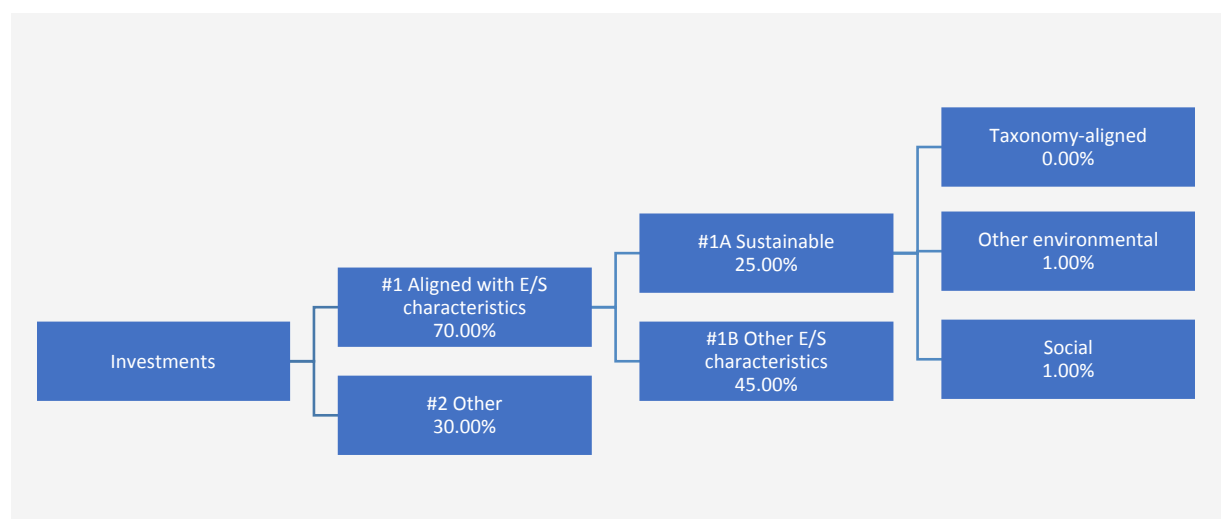 Investments
#1 Aligned with E/S
characteristics
70.00%
#2 Other
30.00%
#1A Sustainable
25.00%
#1B Other E/S
characteristics
45.00%
Taxonomy-aligned
0.00%
Other environmental
1.00%
Social
1.00%